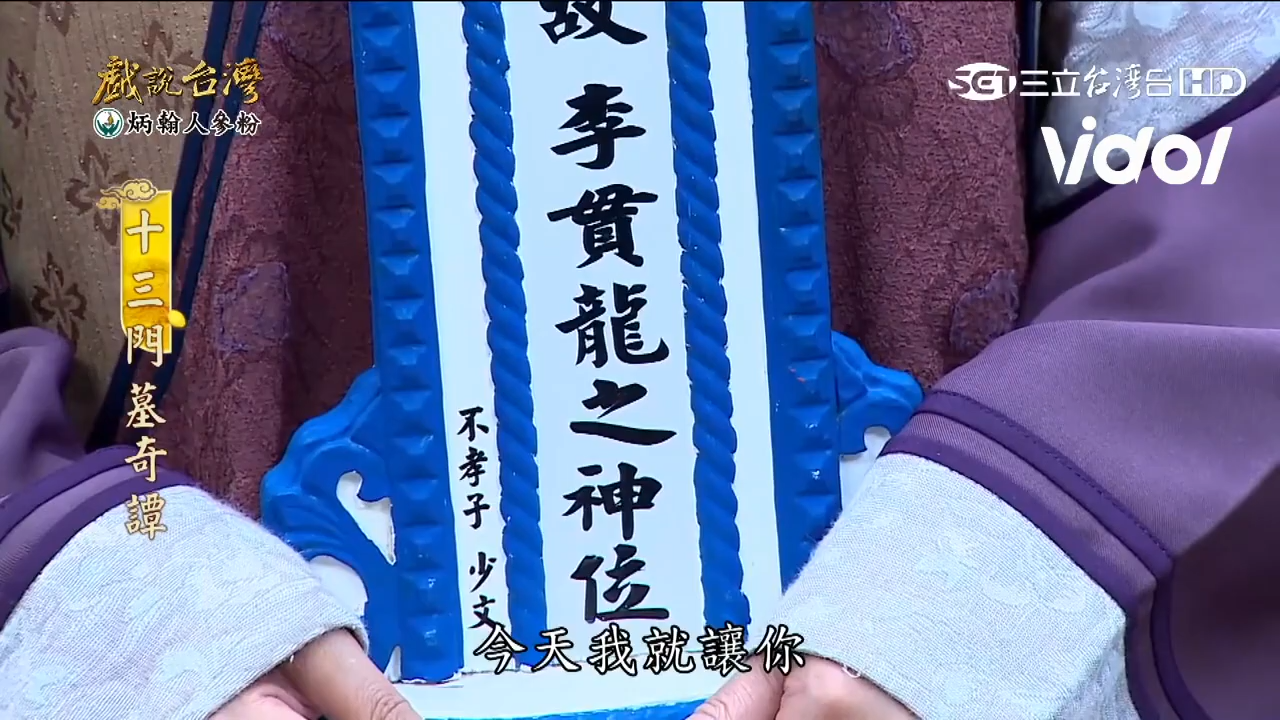 戲說台灣
炳翰人參粉
SET三立台灣台HD
Vidol
十三門墓奇譚
故 李貫龍之神位
不孝子 少文
今天我就讓你